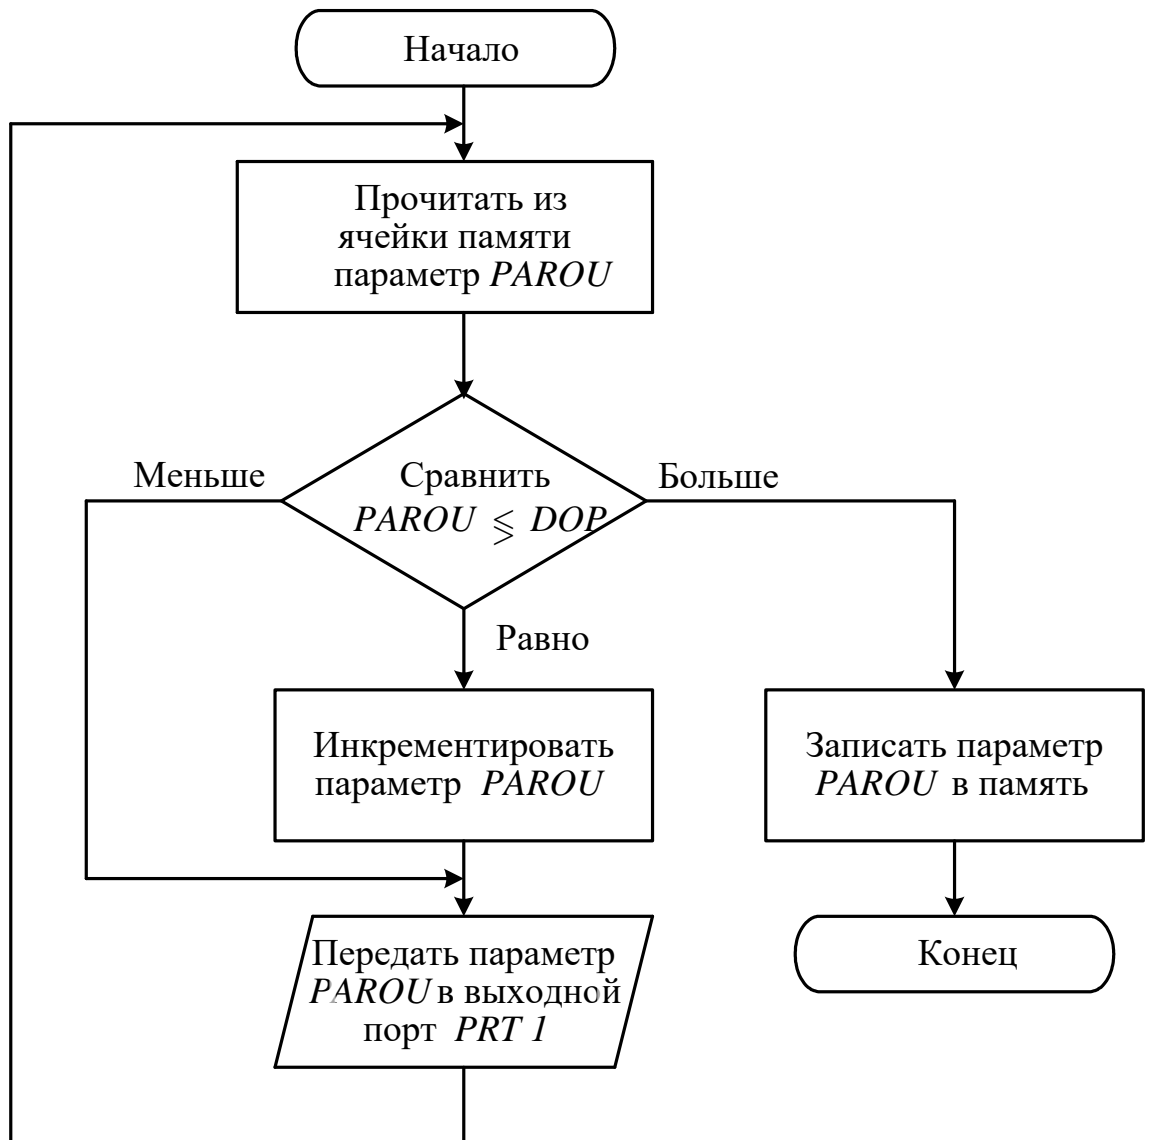 Начало
Прочитать из
ячейки памяти
параметр PAROU
Меньше
Сравнить
Больше
PAROU ⪋ DOP
Равно
Инкрементировать
параметр PAROU
Записать параметр
PAROU в память
Передать параметр
PAROU в выходной
порт PRT 1
Конец